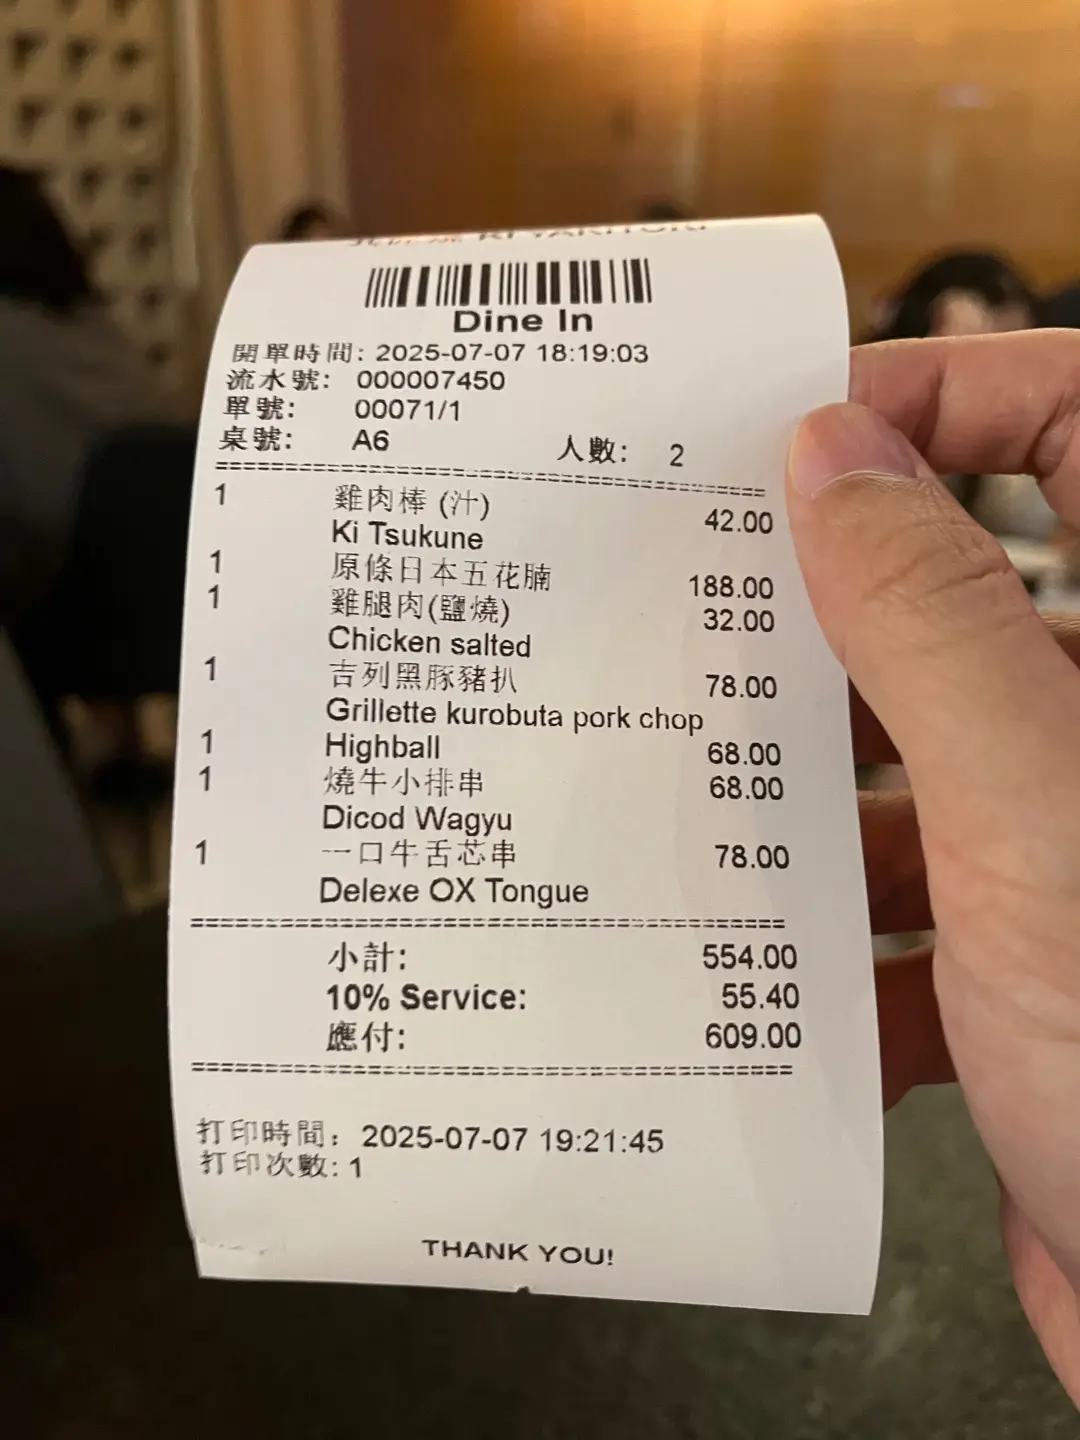 KI YAKITORI
Dine In
開單時間: 2025-07-07 18:19:03
流水號: 000007450
單號: 00071/1
桌號: A6 人數: 2
1 雞肉棒 (汁) 42.00
Ki Tsukune
1 原條日本五花腩 188.00
1 雞腿肉(鹽燒) 32.00
Chicken salted
1 吉列黑豚豬扒 78.00
Grillette kurobuta pork chop
1 Highball 68.00
1 燒牛小排串 68.00
Dicod Wagyu
1 一口牛舌芯串 78.00
Delexe OX Tongue
小計: 554.00
10% Service: 55.40
應付: 609.00
打印時間: 2025-07-07 19:21:45
打印次數: 1
THANK YOU!